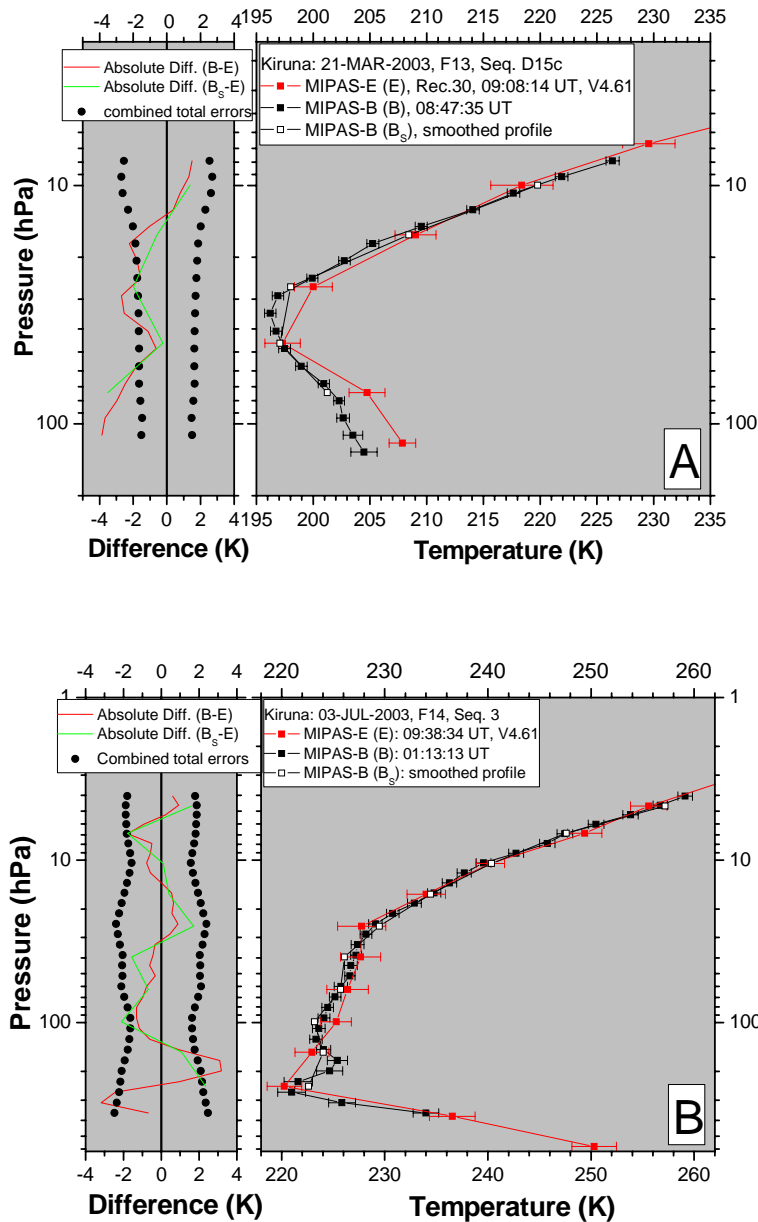 -4 -2 0 2 4
195 200 205 210 215 220 225 230 235
Absolute Diff. (B-E)
Absolute Diff. (BS-E)
combined total errors
Kiruna: 21-MAR-2003, F13, Seq. D15c
MIPAS-E (E), Rec.30, 09:08:14 UT, V4.61
MIPAS-B (B), 08:47:35 UT
MIPAS-B (BS), smoothed profile
10
10
100
100
Pressure (hPa)
A
-4 -2 0 2 4
195 200 205 210 215 220 225 230 235
Difference (K)
Temperature (K)
-4 -2 0 2 4
220 230 240 250 260
1
1
Absolute Diff. (B-E)
Absolute Diff. (BS-E)
Combined total errors
Kiruna: 03-JUL-2003, F14, Seq. 3
MIPAS-E (E): 09:38:34 UT, V4.61
MIPAS-B (B): 01:13:13 UT
MIPAS-B (BS): smoothed profile
10
10
100
100
Pressure (hPa)
B
-4 -2 0 2 4
220 230 240 250 260
Difference (K)
Temperature (K)